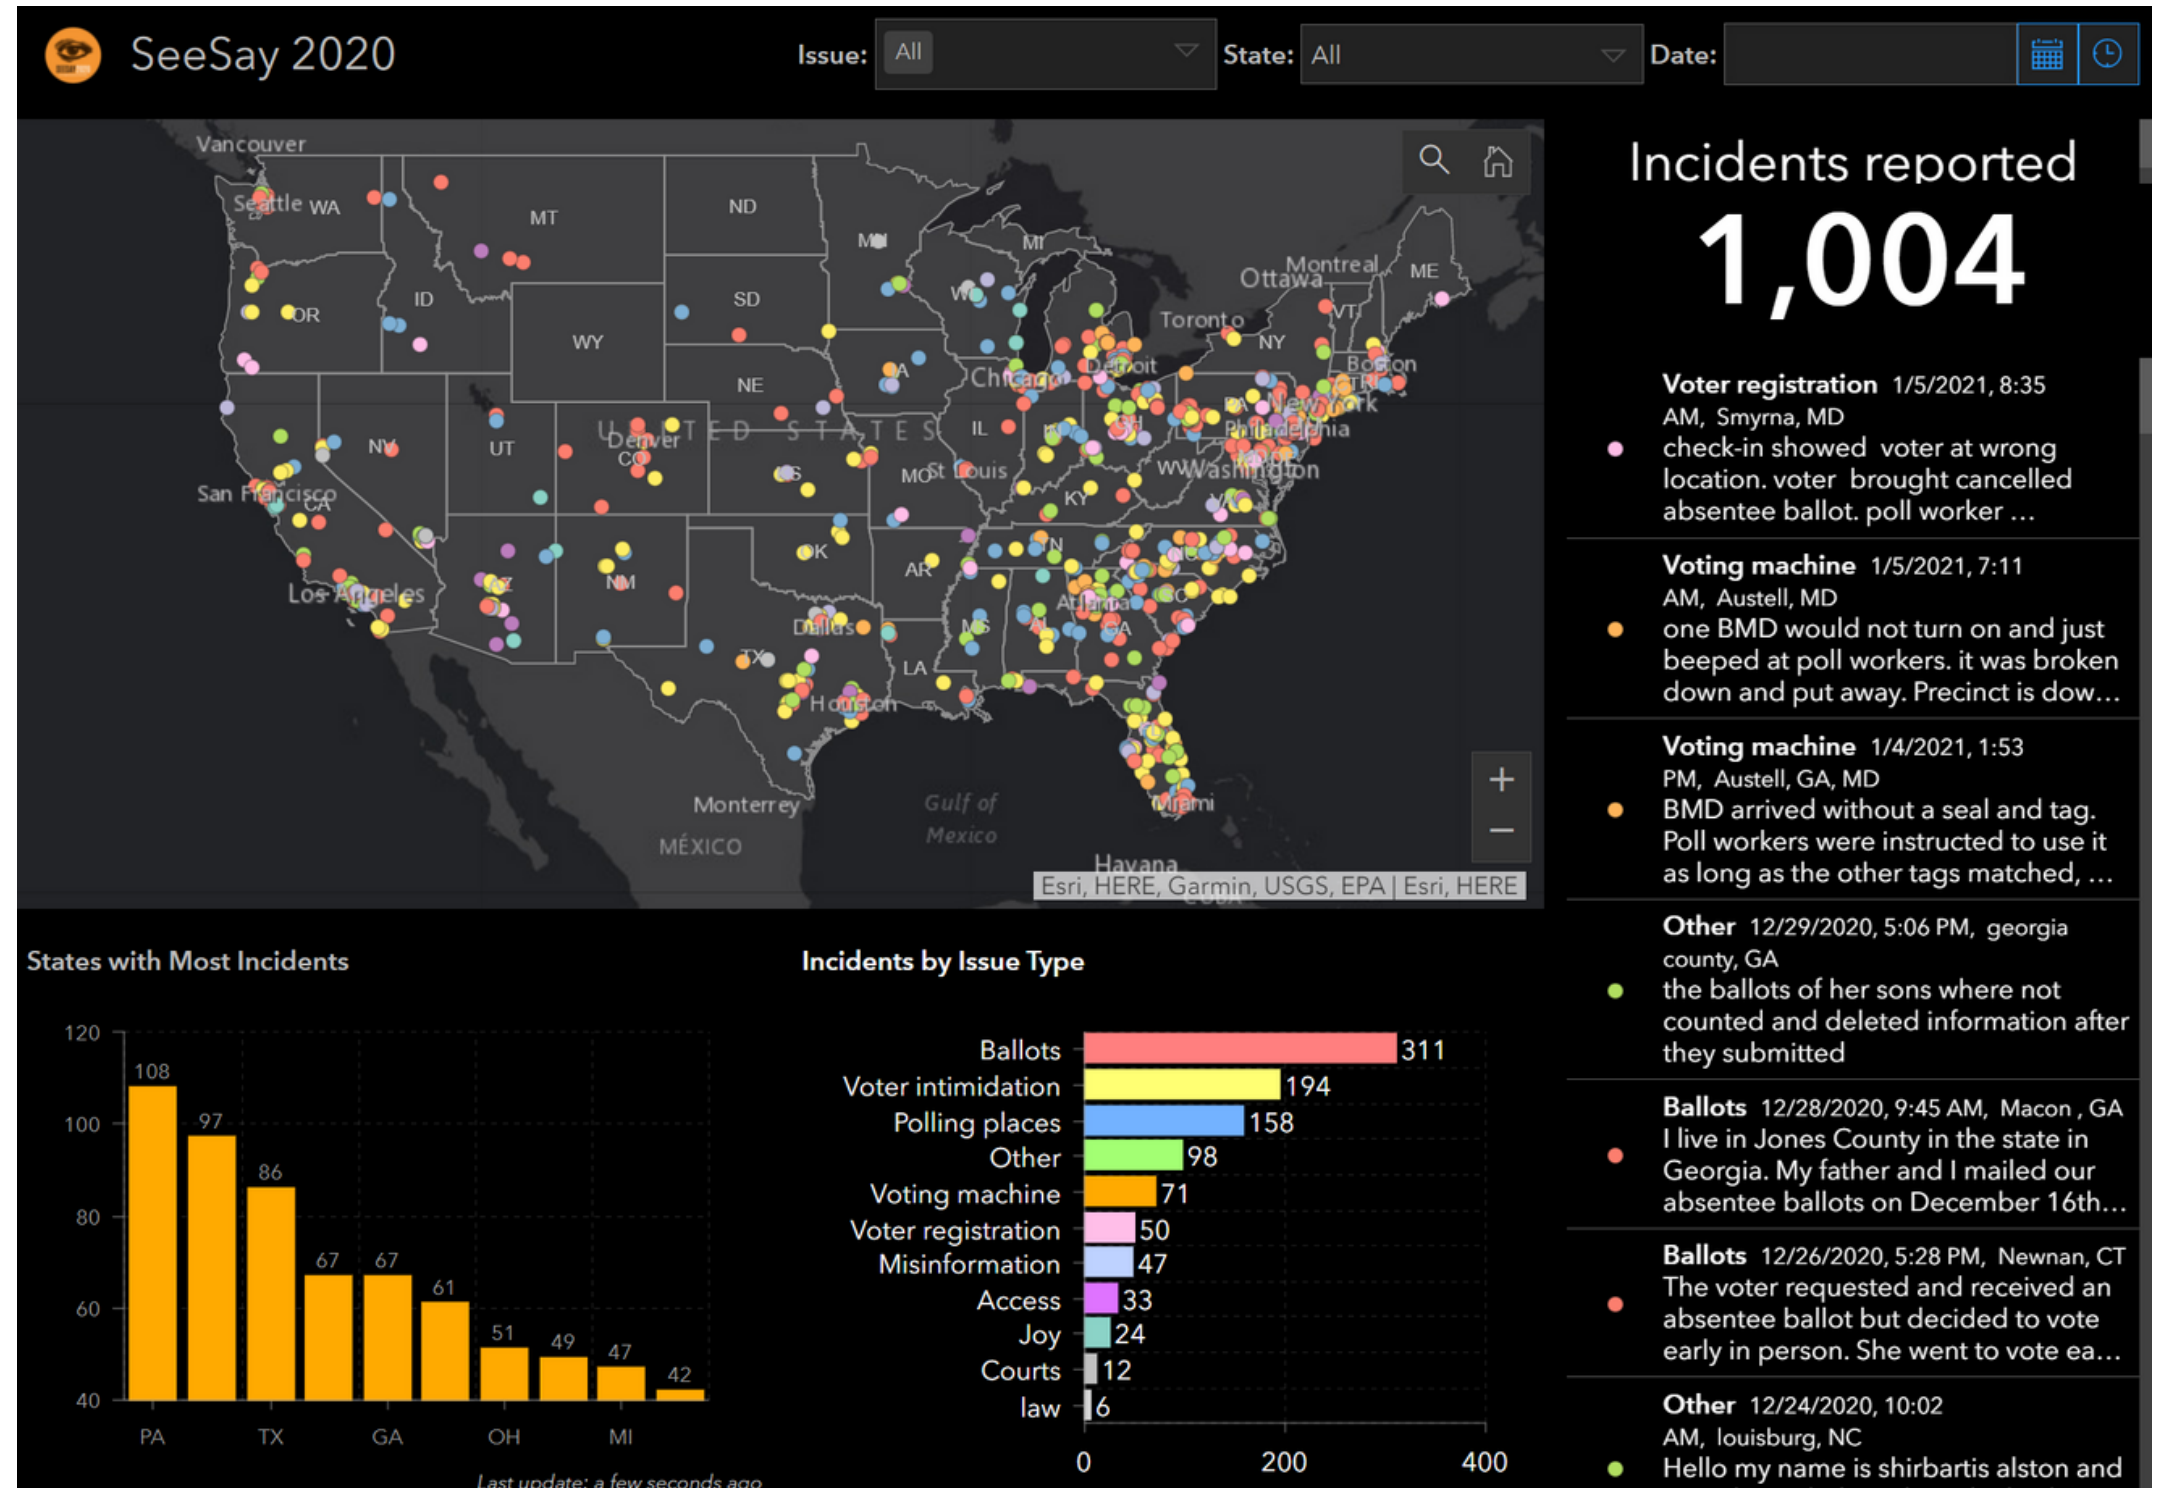 SeeSay 2020
Issue: All
State: All
Date:
Vancouver
Seattle WA
MT
ND
MI
Montreal
Ottawa
ME
OR
ID
SD
VT
Toronto
NY
WY
Detroit
Boston
NE
Chicago
PA New York
UNITED STATES
NV
UT
Denver
CO
IL
Philadelphia
MO St Louis
WV Washington
San Francisco
CA
KY
VA
OK
TN
AR
NM
Los Angeles
Atlanta
SC
Dallas
MS
AL
GA
TX
LA
Houston
Monterrey
Gulf of
Mexico
Miami
MÉXICO
Havana
Esri, HERE, Garmin, USGS, EPA | Esri, HERE
CUBA
+
−
Incidents reported
1,004
Voter registration 1/5/2021, 8:35
AM, Smyrna, MD
check-in showed voter at wrong
location. voter brought cancelled
absentee ballot. poll worker ...
Voting machine 1/5/2021, 7:11
AM, Austell, MD
one BMD would not turn on and just
beeped at poll workers. it was broken
down and put away. Precinct is dow...
Voting machine 1/4/2021, 1:53
PM, Austell, GA, MD
BMD arrived without a seal and tag.
Poll workers were instructed to use it
as long as the other tags matched, ...
Other 12/29/2020, 5:06 PM, georgia
county, GA
the ballots of her sons where not
counted and deleted information after
they submitted
Ballots 12/28/2020, 9:45 AM, Macon , GA
I live in Jones County in the state in
Georgia. My father and I mailed our
absentee ballots on December 16th...
Ballots 12/26/2020, 5:28 PM, Newnan, CT
The voter requested and received an
absentee ballot but decided to vote
early in person. She went to vote ea...
Other 12/24/2020, 10:02
AM, louisburg, NC
Hello my name is shirbartis alston and
States with Most Incidents
120
100
80
60
40
108
97
86
67
67
61
51
49
47
42
PA
TX
GA
OH
MI
Last update: a few seconds ago
Incidents by Issue Type
Ballots 311
Voter intimidation 194
Polling places 158
Other 98
Voting machine 71
Voter registration 50
Misinformation 47
Access 33
Joy 24
Courts 12
law 6
0 200 400